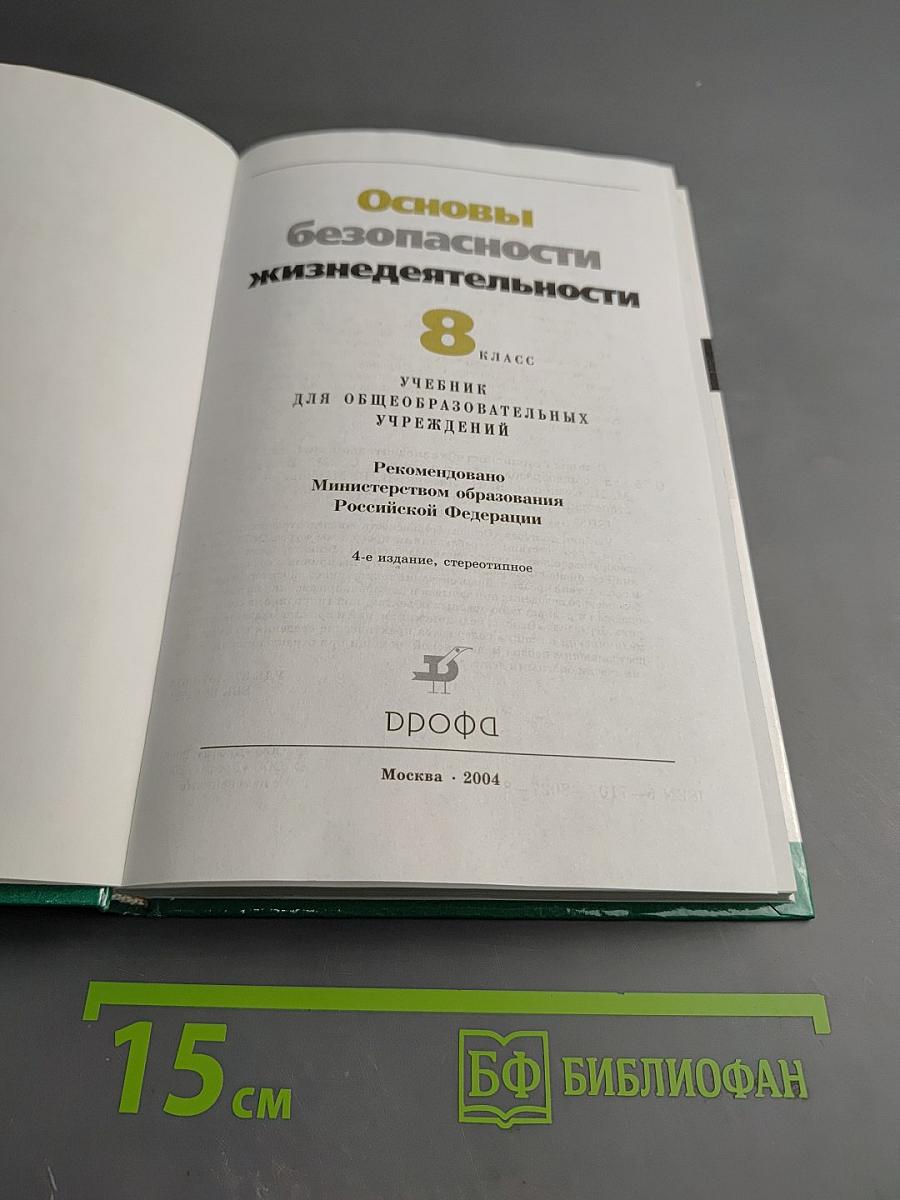 Основы
безопасности
жизнедеятельности
8 КЛАСС
УЧЕБНИК
ДЛЯ ОБЩЕОБРАЗОВАТЕЛЬНЫХ
УЧРЕЖДЕНИЙ
Рекомендовано
Министерством образования
Российской Федерации
4-е издание, стереотипное
ДРОФА
Москва · 2004
15 см
БФ БИБЛИОФАН